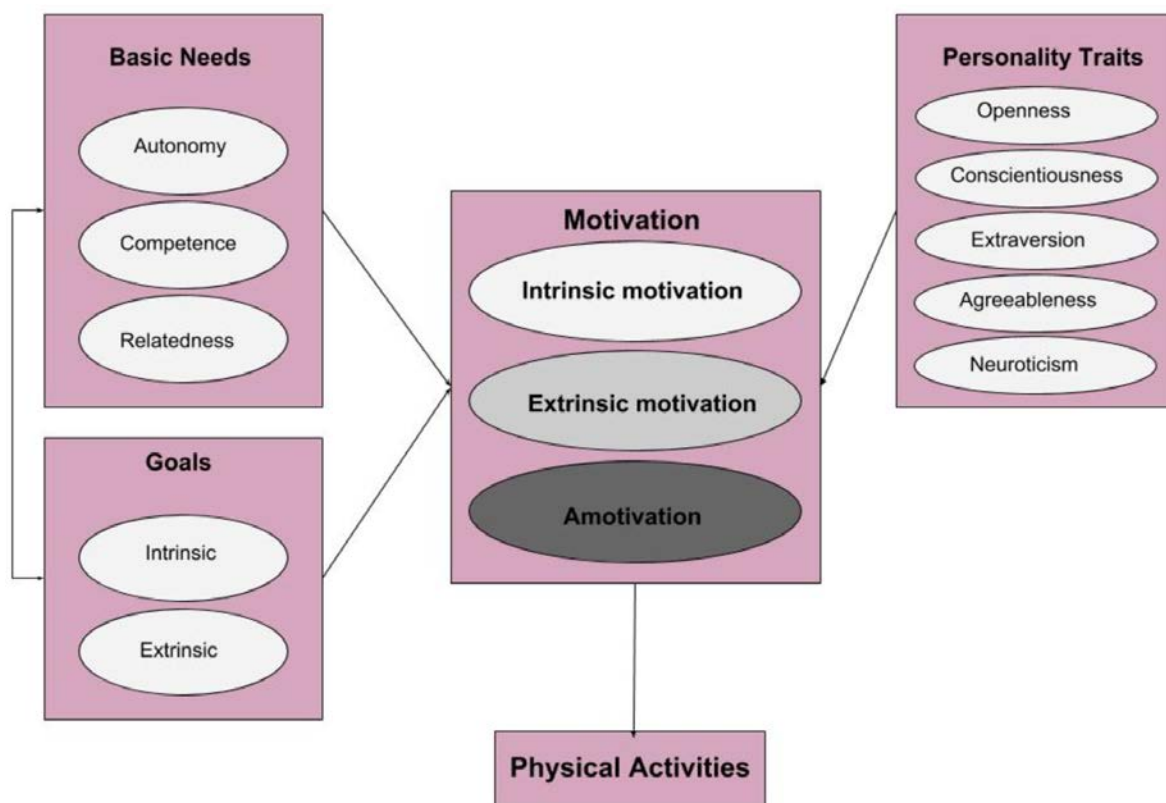 Basic Needs
Autonomy
Competence
Relatedness
Goals
Intrinsic
Extrinsic
Motivation
Intrinsic motivation
Extrinsic motivation
Amotivation
Personality Traits
Openness
Conscientiousness
Extraversion
Agreeableness
Neuroticism
Physical Activities